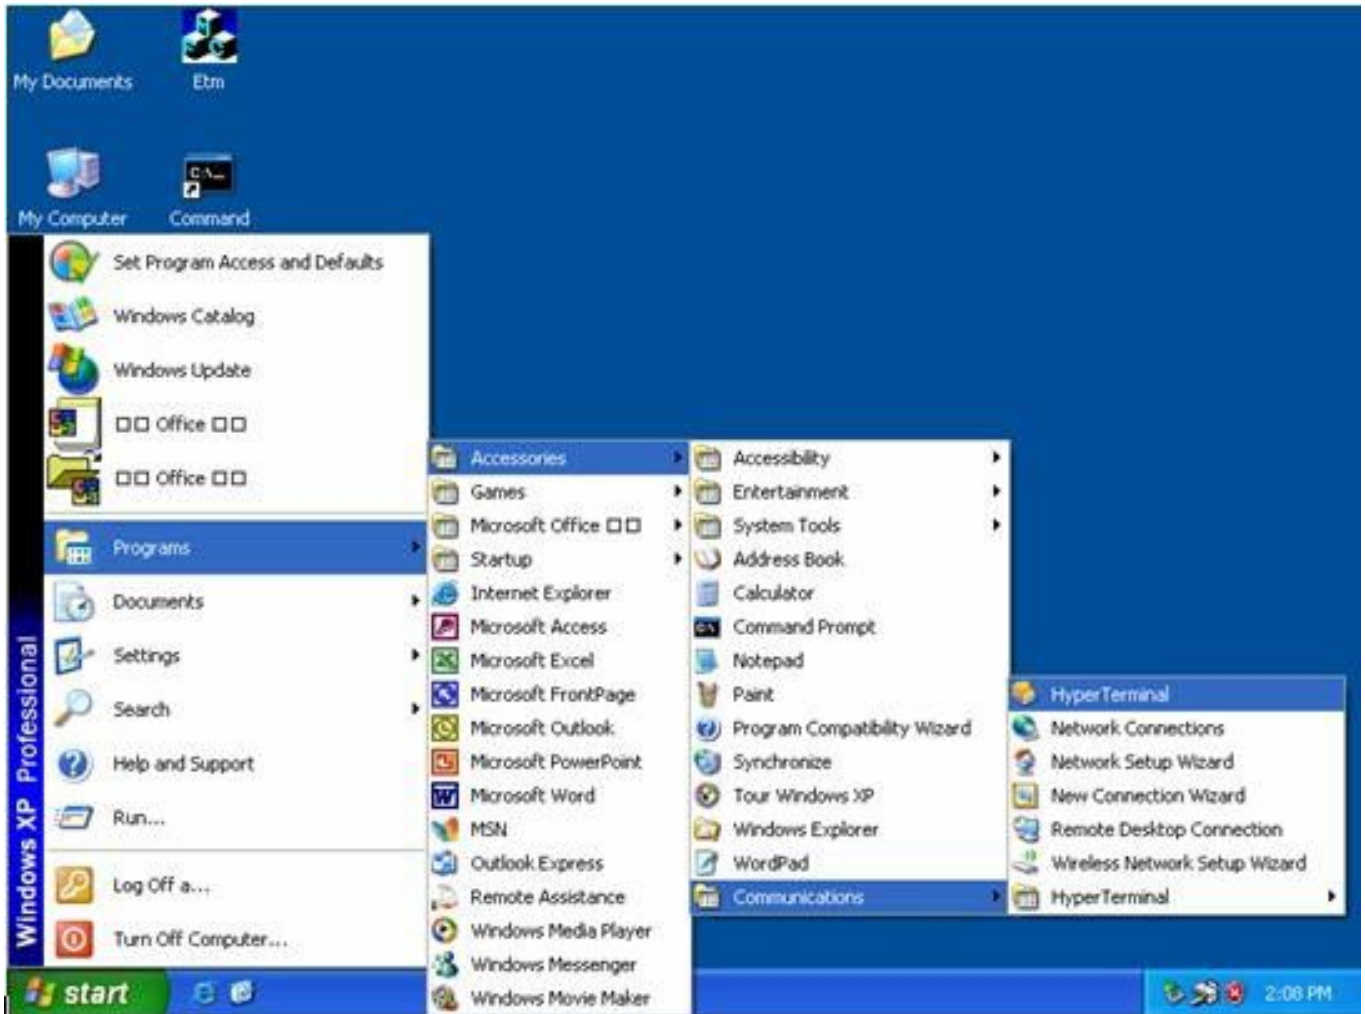 My Documents
Etm
My Computer
Command
Set Program Access and Defaults
Windows Catalog
Windows Update
□□ Office □□
□□ Office □□
Programs
Documents
Settings
Search
Help and Support
Run...
Log Off a...
Turn Off Computer...
Windows XP Professional
Accessories
Games
Microsoft Office □□
Startup
Internet Explorer
Microsoft Access
Microsoft Excel
Microsoft FrontPage
Microsoft Outlook
Microsoft PowerPoint
Microsoft Word
MSN
Outlook Express
Remote Assistance
Windows Media Player
Windows Messenger
Windows Movie Maker
Accessibility
Entertainment
System Tools
Address Book
Calculator
Command Prompt
Notepad
Paint
Program Compatibility Wizard
Synchronize
Tour Windows XP
Windows Explorer
WordPad
Communications
HyperTerminal
Network Connections
Network Setup Wizard
New Connection Wizard
Remote Desktop Connection
Wireless Network Setup Wizard
HyperTerminal
start
2:08 PM